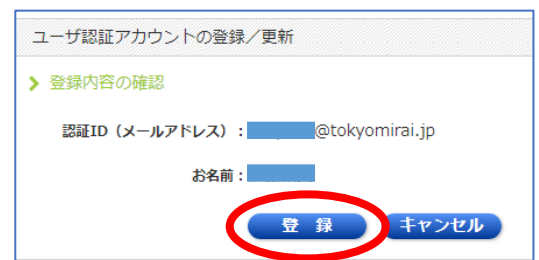 ユーザ認証アカウントの登録／更新
登録内容の確認
認証ID（メールアドレス）：@tokyomirai.jp
お名前：
登 録 キャンセル